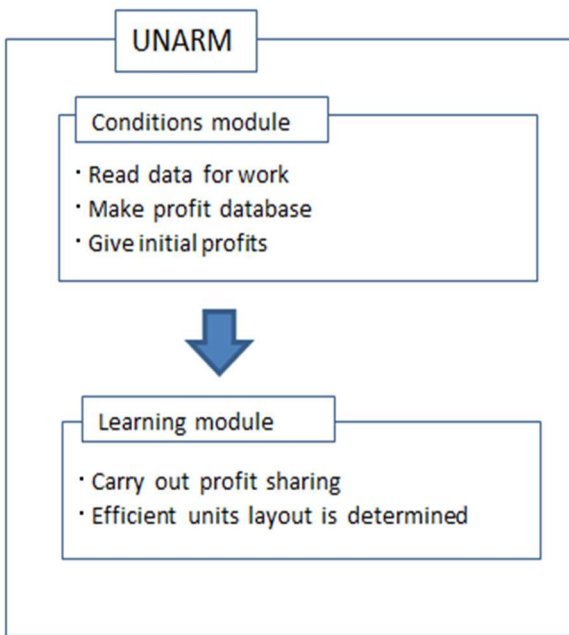 UNARM
Conditions module
· Read data for work
· Make profit database
· Give initial profits
Learning module
· Carry out profit sharing
· Efficient units layout is determined